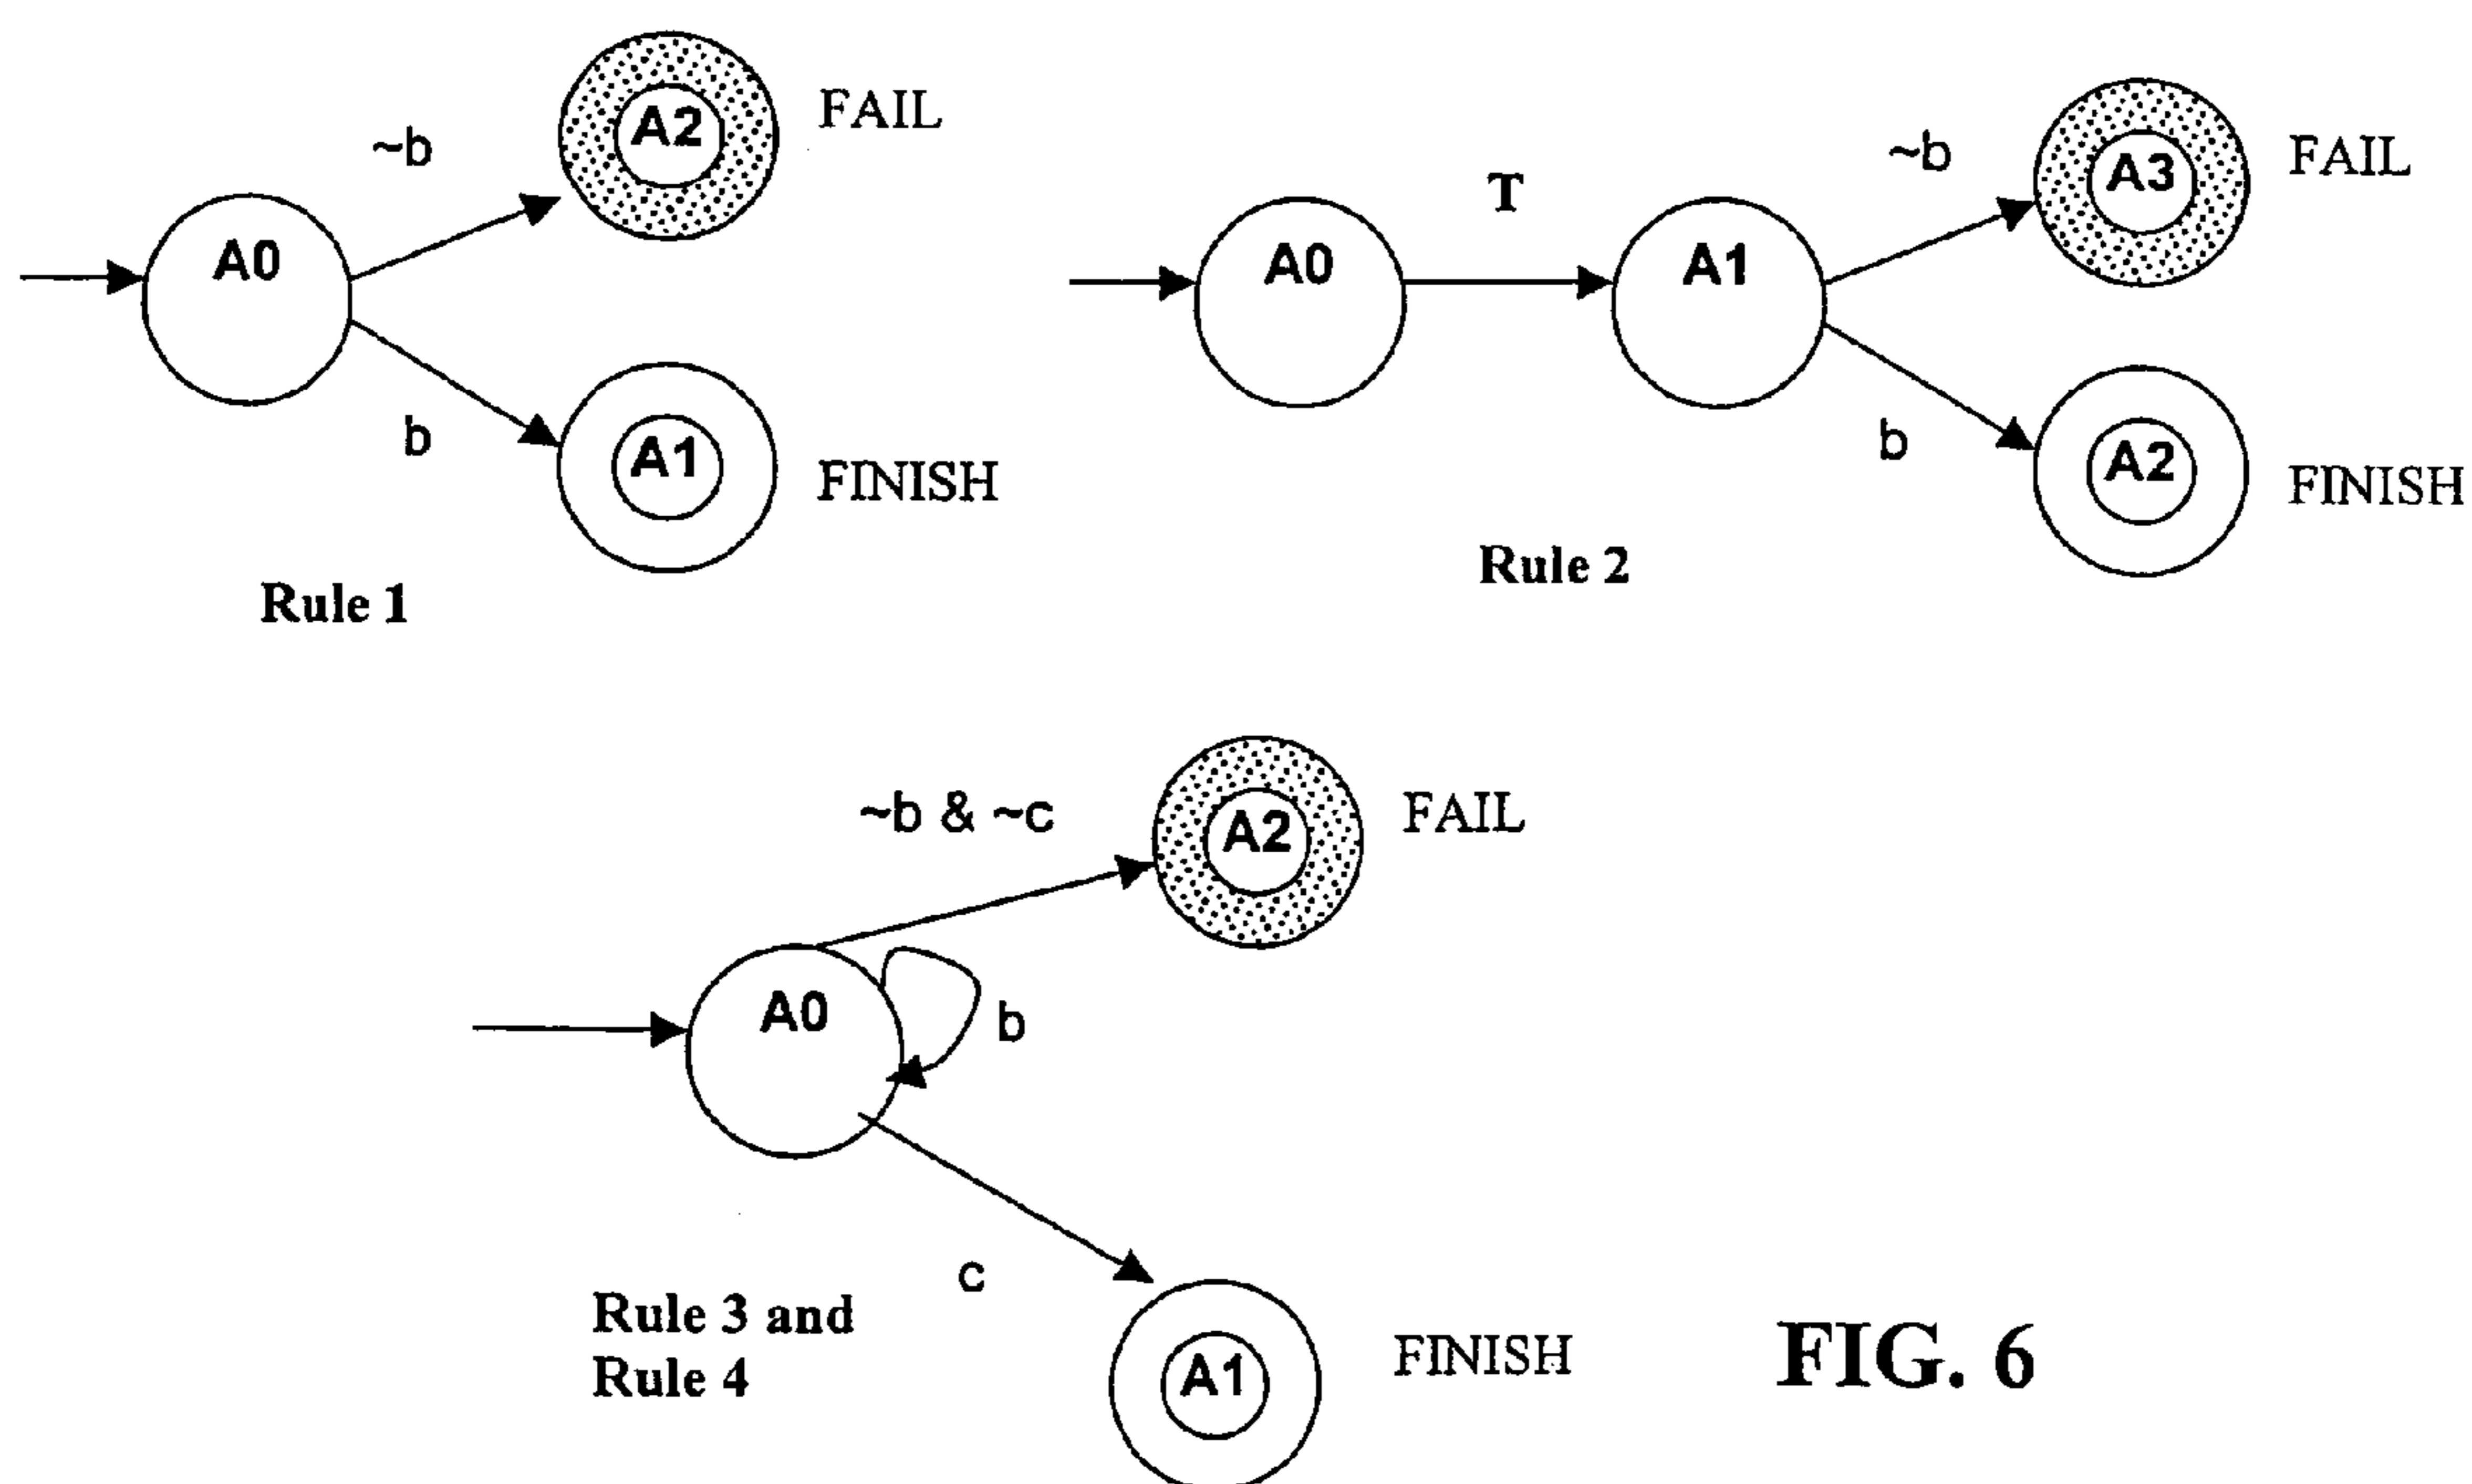 A2
FAIL
~b
A0
b
A1
FINISH
Rule 1
A3
FAIL
~b
T
A0
A1
b
A2
FINISH
Rule 2
~b & ~c
A2
FAIL
A0
b
c
Rule 3 and
Rule 4
A1
FINISH
FIG. 6